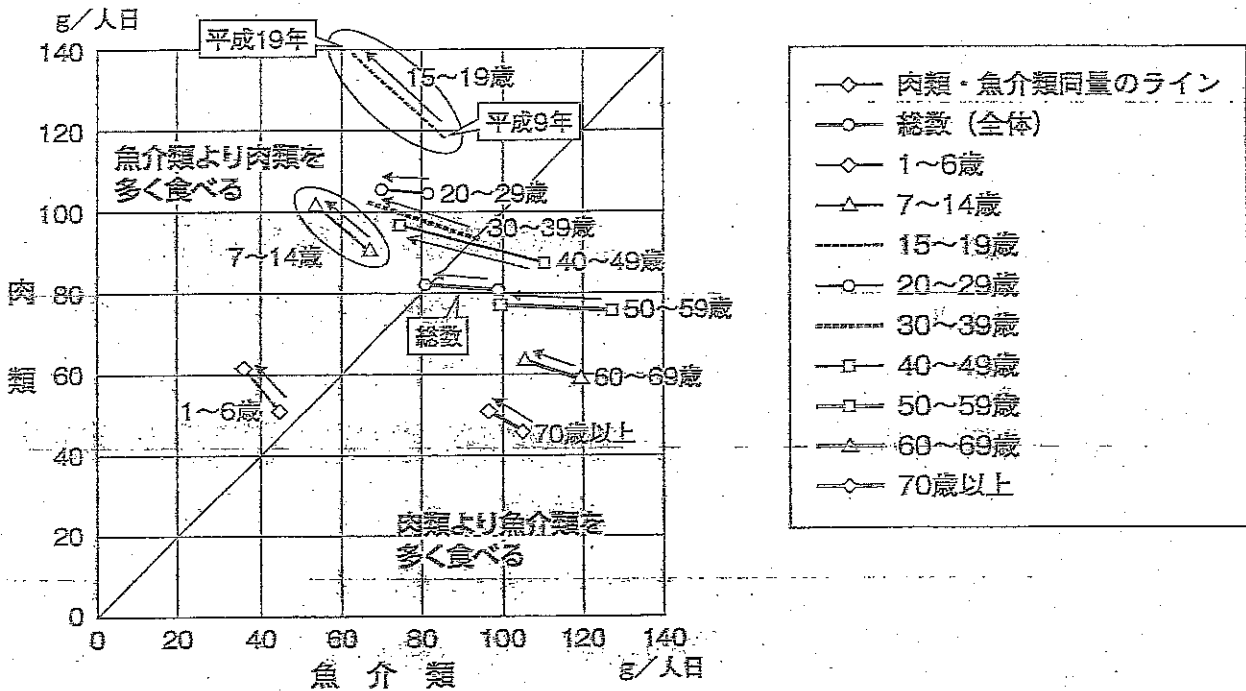 g/人日
平成19年
140
15～19歳
120
平成9年
魚介類より肉類を
多く食べる
20～29歳
100
30～39歳
7～14歳
40～49歳
肉
80
50～59歳
総数
類
60
60～69歳
1～6歳
70歳以上
40
肉類より魚介類を
多く食べる
20
0
0 20 40 60 80 100 120 140
魚介類
g/人日
肉類・魚介類同量のライン
総数（全体）
1～6歳
7～14歳
15～19歳
20～29歳
30～39歳
40～49歳
50～59歳
60～69歳
70歳以上